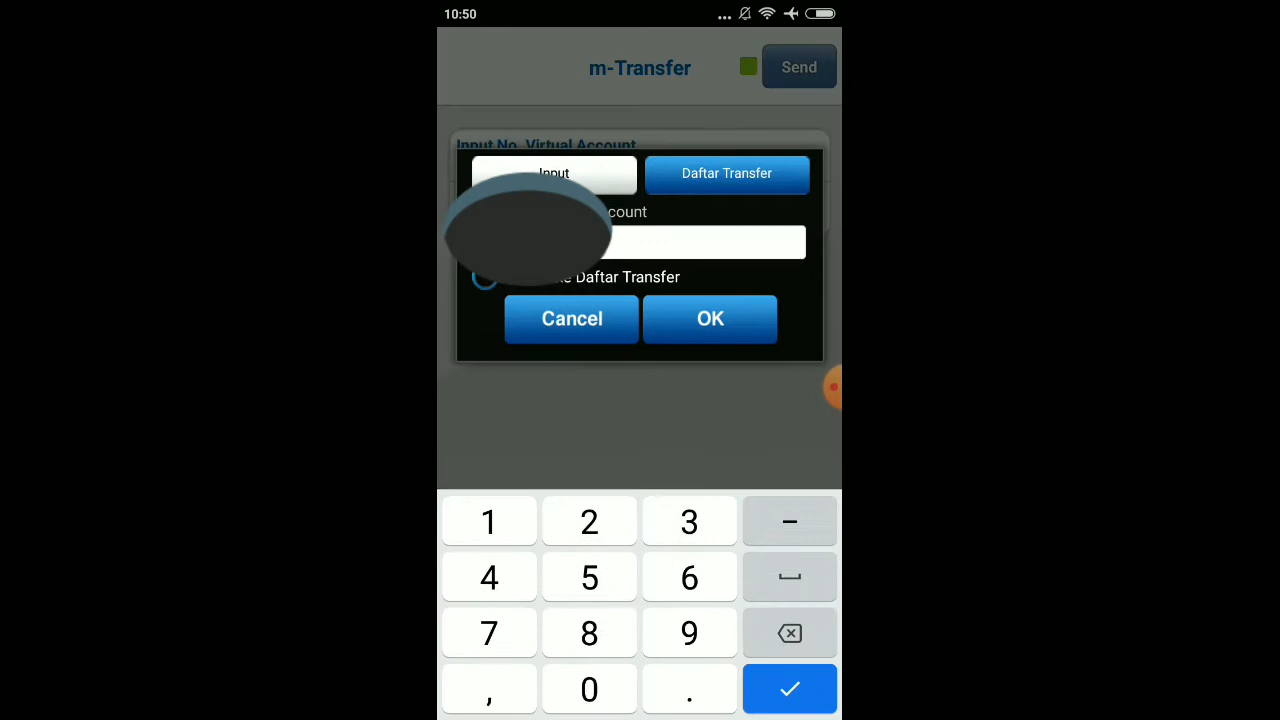 10:50
m-Transfer
Send
Input No. Virtual Account
Input
Daftar Transfer
count
Daftar Transfer
Cancel
OK
1 2 3 –
4 5 6
7 8 9
, 0 .